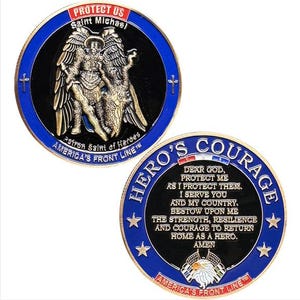 PROTECT US
Saint Michael
Patron Saint of Heroes
AMERICA'S FRONT LINE™
HERO'S COURAGE
DEAR GOD,
PROTECT ME
AS I PROTECT THEM.
I SERVE YOU
AND MY COUNTRY.
BESTOW UPON ME
THE STRENGTH, RESILIENCE
AND COURAGE TO RETURN
HOME AS A HERO.
AMEN
AMERICA'S FRONT LINE™